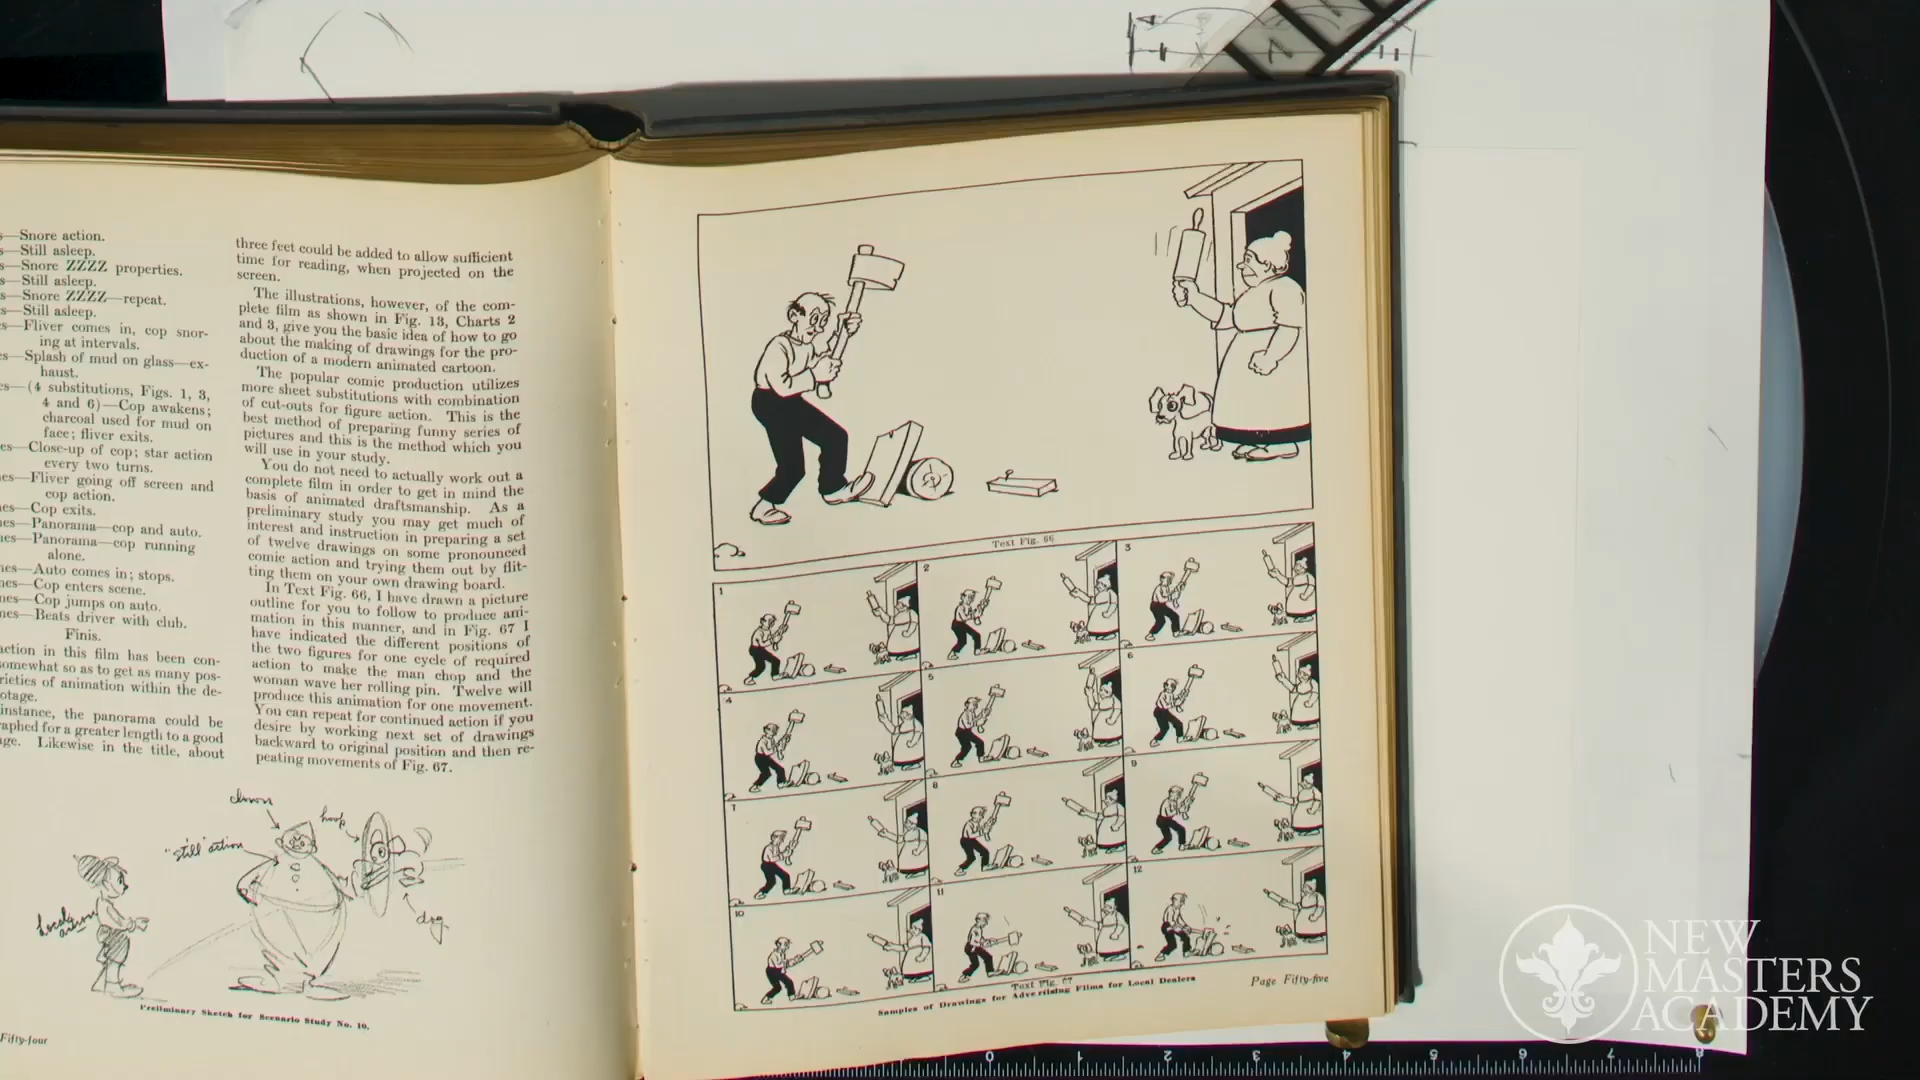 —Snore action.
—Still asleep.
—Snore ZZZZ properties.
—Still asleep.
—Snore ZZZZ—repeat.
—Still asleep.
—Fliver comes in, cop snor-
ing at intervals.
—Splash of mud on glass—ex-
haust.
—(4 substitutions, Figs. 1, 3,
4 and 6)—Cop awakens;
charcoal used for mud on
face; fliver exits.
—Close-up of cop; star action
every two turns.
—Fliver going off screen and
cop action.
—Cop exits.
—Panorama—cop and auto.
—Panorama—cop running
alone.
—Auto comes in; stops.
—Cop enters scene.
—Cop jumps on auto.
—Beats driver with club.
Finis.
action in this film has been con-
somewhat so as to get as many pos-
rieties of animation within the de-
otage.
instance, the panorama could be
raphed for a greater length to a good
Likewise in the title, about
three feet could be added to allow sufficient
time for reading, when projected on the
screen.
The illustrations, however, of the com-
plete film as shown in Fig. 13, Charts 2
and 3, give you the basic idea of how to go
about the making of drawings for the pro-
duction of a modern animated cartoon.
The popular comic production utilizes
more sheet substitutions with combination
of cut-outs for figure action. This is the
best method of preparing funny series of
pictures and this is the method which you
will use in your study.
You do not need to actually work out a
complete film in order to get in mind the
basis of animated draftsmanship. As a
preliminary study you may get much of
interest and instruction in preparing a set
of twelve drawings on some pronounced
comic action and trying them out by flit-
ting them on your own drawing board.
In Text Fig. 66, I have drawn a picture
outline for you to follow to produce ani-
mation in this manner, and in Fig. 67 I
have indicated the different positions of
the two figures for one cycle of required
action to make the man chop and the
woman wave her rolling pin. Twelve will
produce this animation for one movement.
You can repeat for continued action if you
desire by working next set of drawings
backward to original position and then re-
peating movements of Fig. 67.
clown
hoop
"still" action
dog
Preliminary Sketch for Scenario Study No. 10.
Fifty-four
Text Fig. 66
1
2
3
4
5
6
7
8
9
10
11
12
Text Fig. 67
Samples of Drawings for Advertising Films for Local Dealers
Page Fifty-five
0 1 2 3 4 5 6 7 8
NEW
MASTERS
ACADEMY